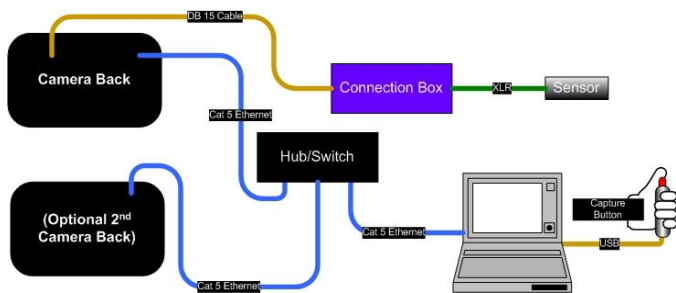 DB 15 Cable
Camera Back
Connection Box
XLR
Sensor
Cat 5 Ethernet
Hub/Switch
(Optional 2nd
Camera Back)
Capture
Button
Cat 5 Ethernet
USB
Cat 5 Ethernet